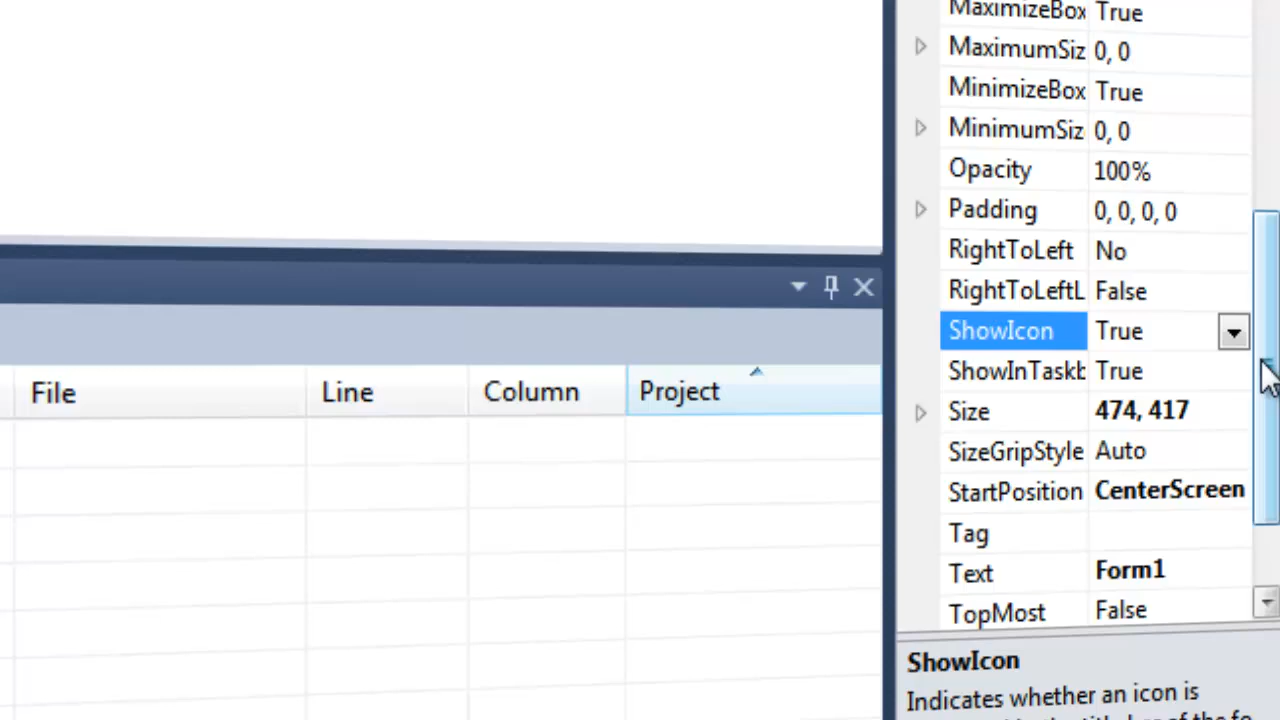 MaximizeBox True
MaximumSiz 0, 0
MinimizeBox True
MinimumSiz 0, 0
Opacity 100%
Padding 0, 0, 0, 0
RightToLeft No
RightToLeftL False
ShowIcon True
ShowInTaskb True
Size 474, 417
SizeGripStyle Auto
StartPosition CenterScreen
Tag
Text Form1
TopMost False
File Line Column Project
ShowIcon
Indicates whether an icon is